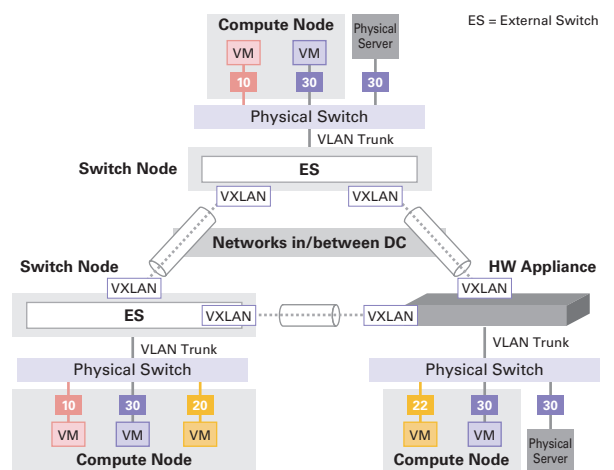 Compute Node
Physical
Server
ES = External Switch
VM
VM
10
30
30
Physical Switch
VLAN Trunk
Switch Node
ES
VXLAN
VXLAN
Networks in/between DC
Switch Node
HW Appliance
VXLAN
VXLAN
ES
VXLAN
VXLAN
VLAN Trunk
VLAN Trunk
Physical Switch
Physical Switch
10
30
20
22
30
30
VM
VM
VM
VM
VM
Physical
Server
Compute Node
Compute Node